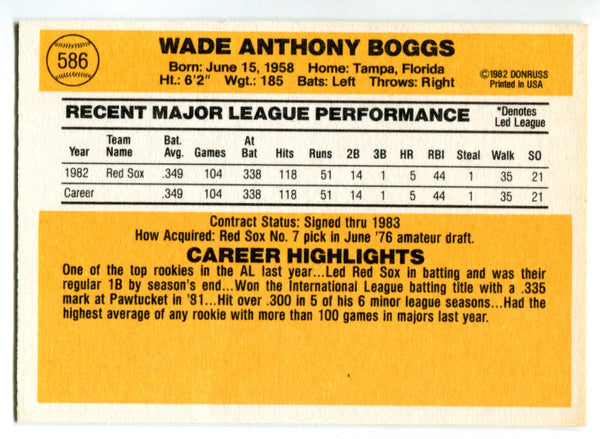 586
WADE ANTHONY BOGGS
Born: June 15, 1958 Home: Tampa, Florida
Ht.: 6'2" Wgt.: 185 Bats: Left Throws: Right
©1982 DONRUSS
Printed in USA
RECENT MAJOR LEAGUE PERFORMANCE
*Denotes
Led League
Year Team Name Bat. Avg. Games At Bat Hits Runs 2B 3B HR RBI Steal Walk SO
1982 Red Sox .349 104 338 118 51 14 1 5 44 1 35 21
Career .349 104 338 118 51 14 1 5 44 1 35 21
Contract Status: Signed thru 1983
How Acquired: Red Sox No. 7 pick in June '76 amateur draft.
CAREER HIGHLIGHTS
One of the top rookies in the AL last year...Led Red Sox in batting and was their
regular 1B by season's end...Won the International League batting title with a .335
mark at Pawtucket in '81...Hit over .300 in 5 of his 6 minor league seasons...Had the
highest average of any rookie with more than 100 games in majors last year.